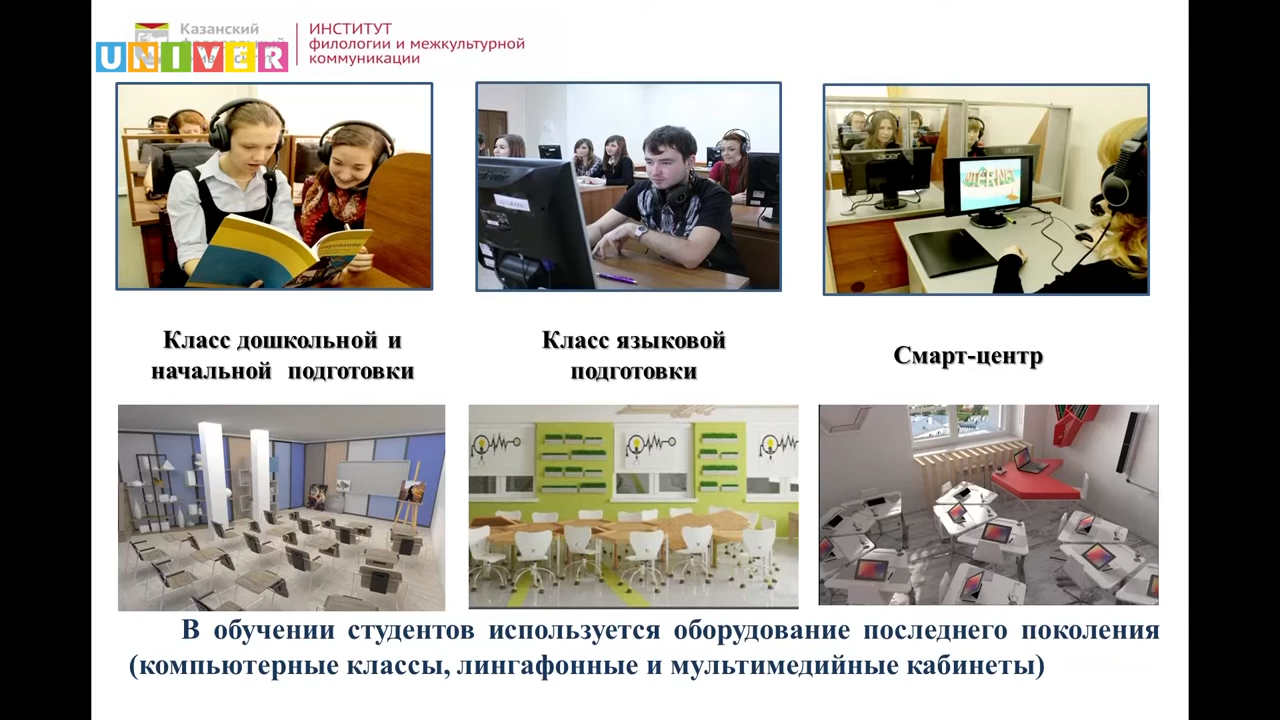 Казанский
ИНСТИТУТ
филологии и межкультурной
коммуникации
UNIVER
INTERNET
Класс дошкольной и
начальной подготовки
Класс языковой
подготовки
Смарт-центр
В обучении студентов используется оборудование последнего поколения
(компьютерные классы, лингафонные и мультимедийные кабинеты)